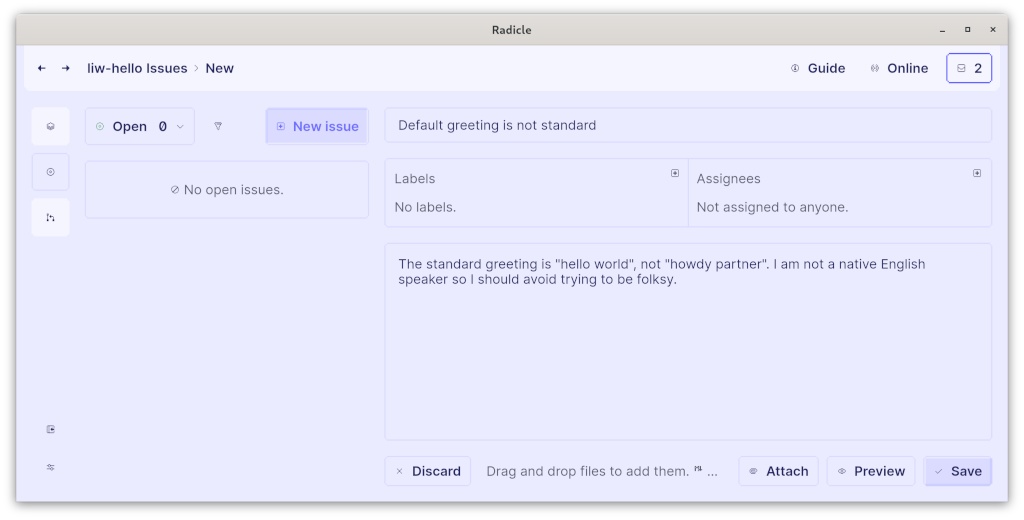 Radicle
liw-hello Issues › New
Guide
Online
2
Open 0
New issue
No open issues.
Default greeting is not standard
Labels
No labels.
Assignees
Not assigned to anyone.
The standard greeting is "hello world", not "howdy partner". I am not a native English
speaker so I should avoid trying to be folksy.
Discard
Drag and drop files to add them. M↓ ...
Attach
Preview
Save